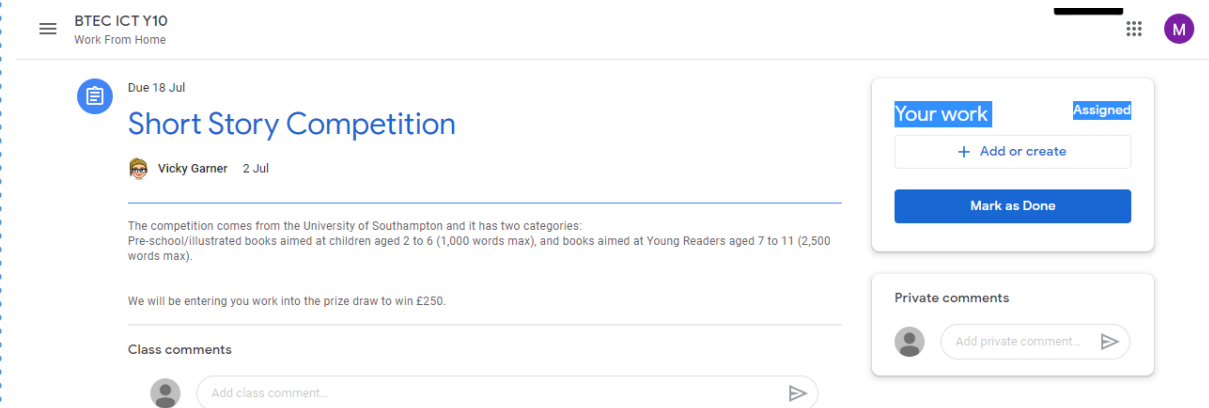 BTEC ICT Y10
Work From Home
M
Due 18 Jul
Short Story Competition
Vicky Garner 2 Jul
The competition comes from the University of Southampton and it has two categories:
Pre-school/illustrated books aimed at children aged 2 to 6 (1,000 words max), and books aimed at Young Readers aged 7 to 11 (2,500
words max).
We will be entering you work into the prize draw to win £250.
Class comments
Add class comment...
Your work Assigned
+ Add or create
Mark as Done
Private comments
Add private comment...